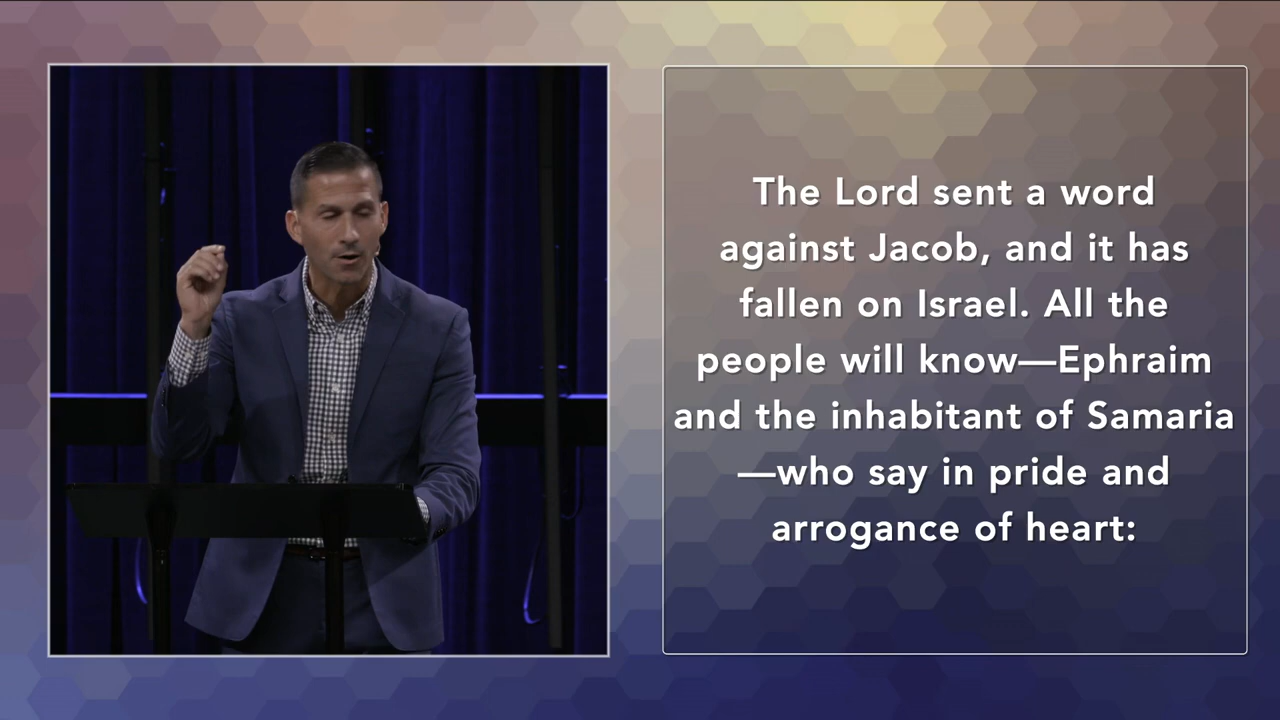 The Lord sent a word
against Jacob, and it has
fallen on Israel. All the
people will know—Ephraim
and the inhabitant of Samaria
—who say in pride and
arrogance of heart: